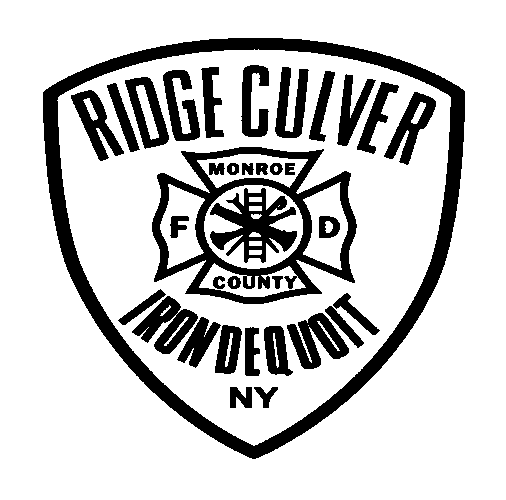 RIDGE CULVER
MONROE
F D
COUNTY
IRONDEQUOIT
NY